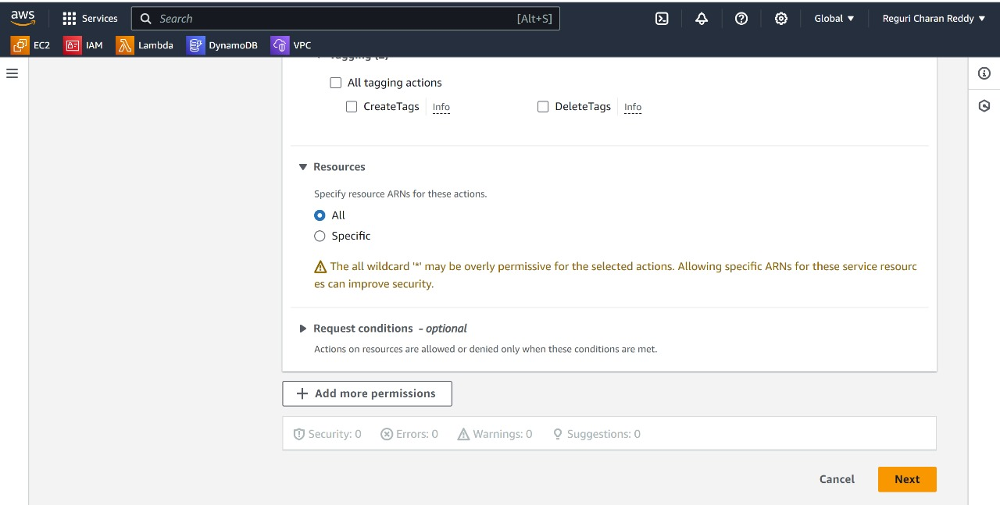 aws
Services
Search
[Alt+S]
Global
Reguri Charan Reddy
EC2
IAM
Lambda
DynamoDB
VPC
Tagging (2)
All tagging actions
CreateTags
Info
DeleteTags
Info
Resources
Specify resource ARNs for these actions.
All
Specific
The all wildcard '*' may be overly permissive for the selected actions. Allowing specific ARNs for these service resourc
es can improve security.
Request conditions - optional
Actions on resources are allowed or denied only when these conditions are met.
Add more permissions
Security: 0
Errors: 0
Warnings: 0
Suggestions: 0
Cancel
Next